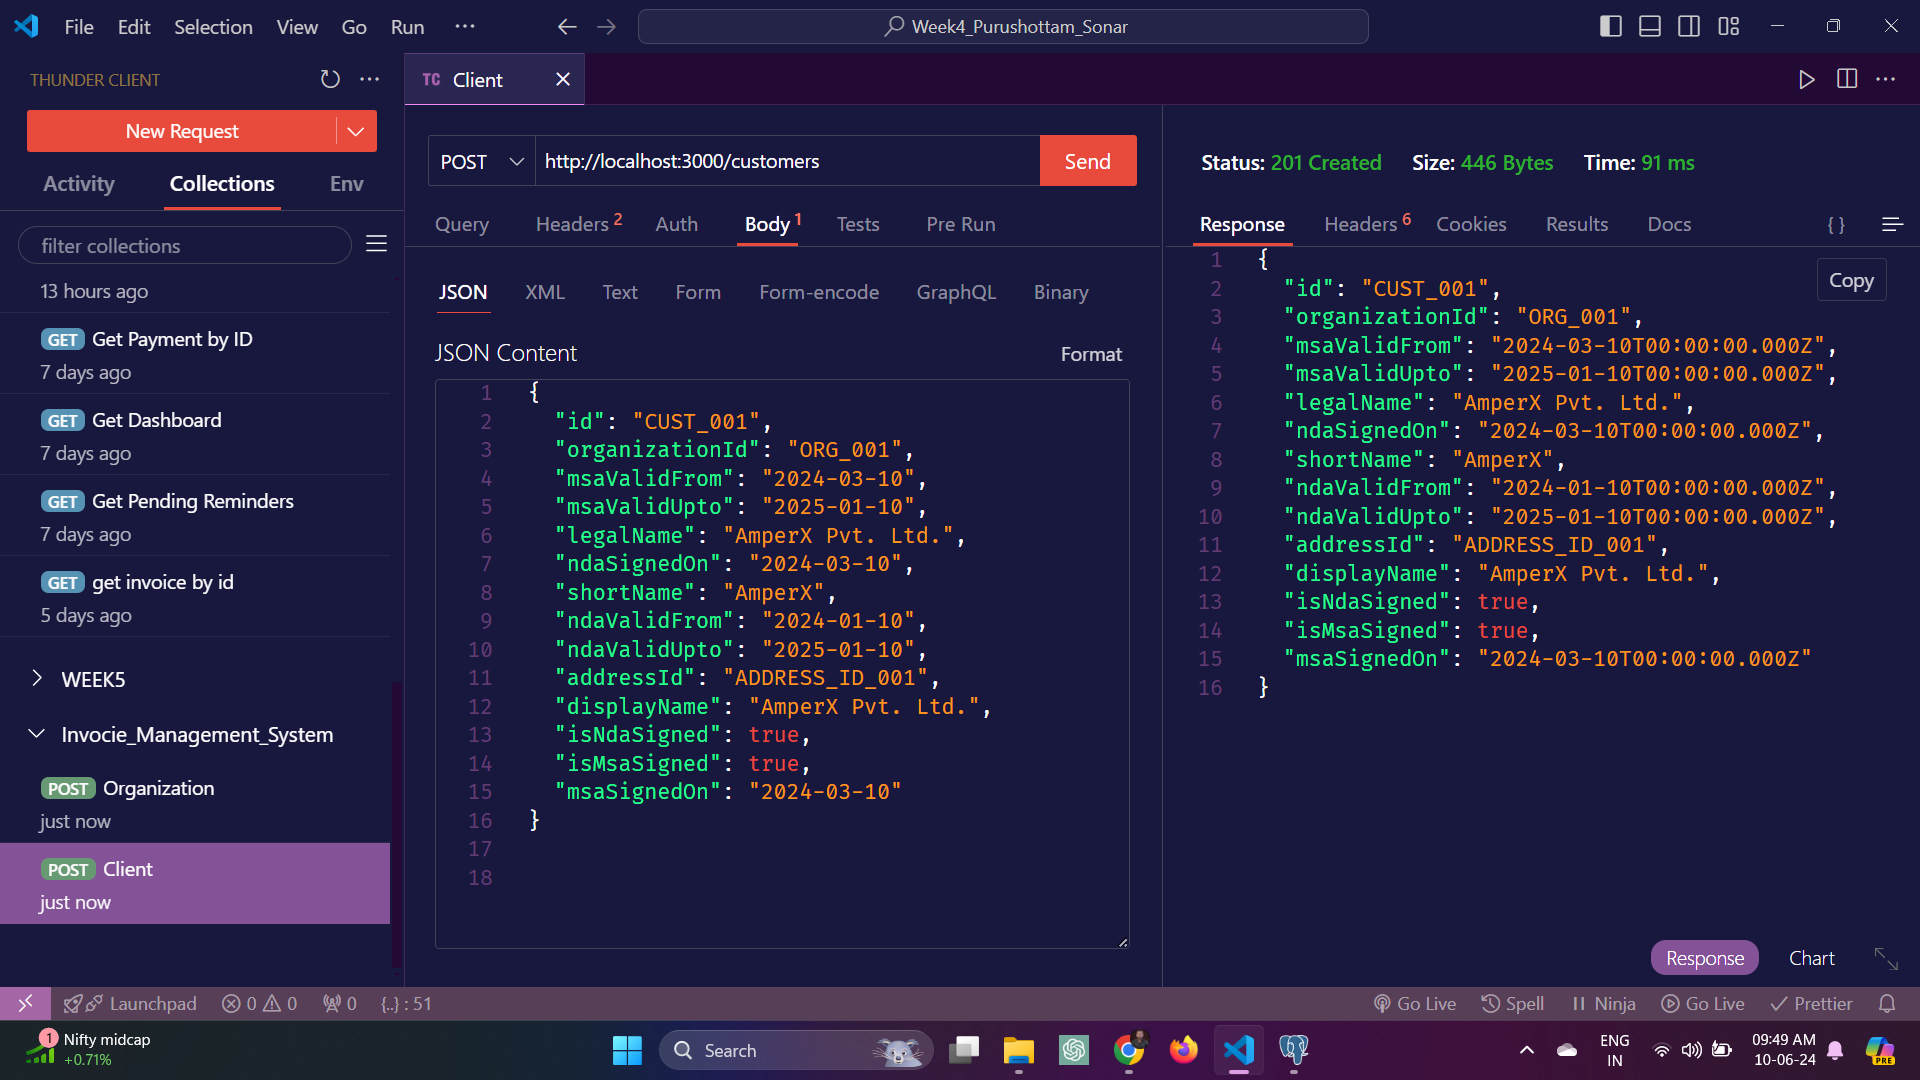 File Edit Selection View Go Run ···
Week4_Purushottam_Sonar
THUNDER CLIENT
New Request
Activity Collections Env
filter collections
13 hours ago
GET Get Payment by ID
7 days ago
GET Get Dashboard
7 days ago
GET Get Pending Reminders
7 days ago
GET get invoice by id
5 days ago
WEEK5
Invocie_Management_System
POST Organization
just now
POST Client
just now
TC Client
POST http://localhost:3000/customers Send
Query Headers 2 Auth Body 1 Tests Pre Run
JSON XML Text Form Form-encode GraphQL Binary
JSON Content Format
1 {
2 "id": "CUST_001",
3 "organizationId": "ORG_001",
4 "msaValidFrom": "2024-03-10",
5 "msaValidUpto": "2025-01-10",
6 "legalName": "AmperX Pvt. Ltd.",
7 "ndaSignedOn": "2024-03-10",
8 "shortName": "AmperX",
9 "ndaValidFrom": "2024-01-10",
10 "ndaValidUpto": "2025-01-10",
11 "addressId": "ADDRESS_ID_001",
12 "displayName": "AmperX Pvt. Ltd.",
13 "isNdaSigned": true,
14 "isMsaSigned": true,
15 "msaSignedOn": "2024-03-10"
16 }
17
18
Status: 201 Created Size: 446 Bytes Time: 91 ms
Response Headers 6 Cookies Results Docs { }
Copy
1 {
2 "id": "CUST_001",
3 "organizationId": "ORG_001",
4 "msaValidFrom": "2024-03-10T00:00:00.000Z",
5 "msaValidUpto": "2025-01-10T00:00:00.000Z",
6 "legalName": "AmperX Pvt. Ltd.",
7 "ndaSignedOn": "2024-03-10T00:00:00.000Z",
8 "shortName": "AmperX",
9 "ndaValidFrom": "2024-01-10T00:00:00.000Z",
10 "ndaValidUpto": "2025-01-10T00:00:00.000Z",
11 "addressId": "ADDRESS_ID_001",
12 "displayName": "AmperX Pvt. Ltd.",
13 "isNdaSigned": true,
14 "isMsaSigned": true,
15 "msaSignedOn": "2024-03-10T00:00:00.000Z"
16 }
Response Chart
Launchpad 0 0 0 {..} : 51 Go Live Spell Ninja Go Live Prettier
1 Nifty midcap
+0.71%
Search
ENG
IN
09:49 AM
10-06-24
PRE